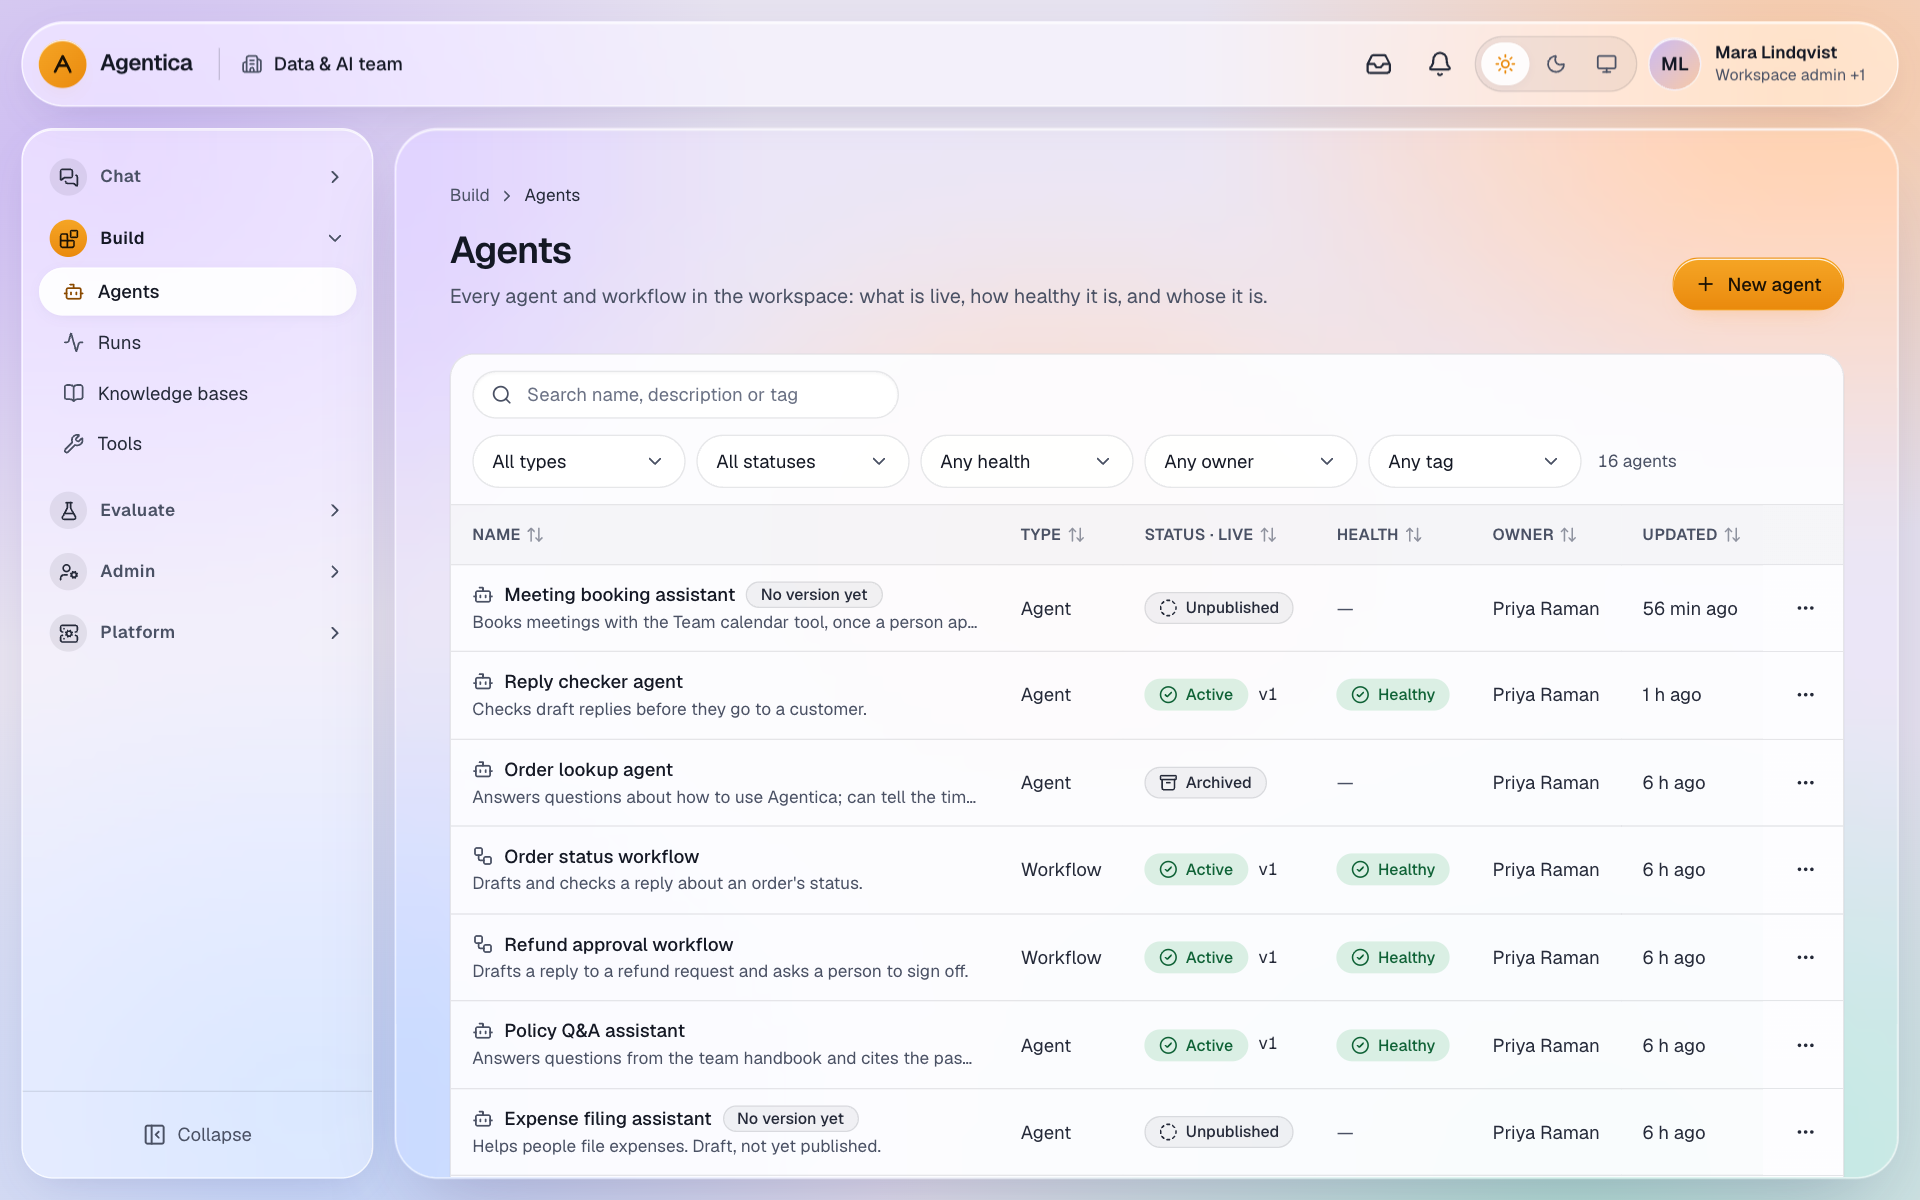 Agentica
Data & AI team
ML
Mara Lindqvist
Workspace admin +1
Chat
Build
Agents
Runs
Knowledge bases
Tools
Evaluate
Admin
Platform
Collapse
Build > Agents
Agents
Every agent and workflow in the workspace: what is live, how healthy it is, and whose it is.
New agent
Search name, description or tag
All types
All statuses
Any health
Any owner
Any tag
16 agents
NAME TYPE STATUS · LIVE HEALTH OWNER UPDATED
Meeting booking assistant No version yet
Books meetings with the Team calendar tool, once a person ap...
Agent Unpublished — Priya Raman 56 min ago
Reply checker agent
Checks draft replies before they go to a customer.
Agent Active v1 Healthy Priya Raman 1 h ago
Order lookup agent
Answers questions about how to use Agentica; can tell the tim...
Agent Archived — Priya Raman 6 h ago
Order status workflow
Drafts and checks a reply about an order's status.
Workflow Active v1 Healthy Priya Raman 6 h ago
Refund approval workflow
Drafts a reply to a refund request and asks a person to sign off.
Workflow Active v1 Healthy Priya Raman 6 h ago
Policy Q&A assistant
Answers questions from the team handbook and cites the pas...
Agent Active v1 Healthy Priya Raman 6 h ago
Expense filing assistant No version yet
Helps people file expenses. Draft, not yet published.
Agent Unpublished — Priya Raman 6 h ago